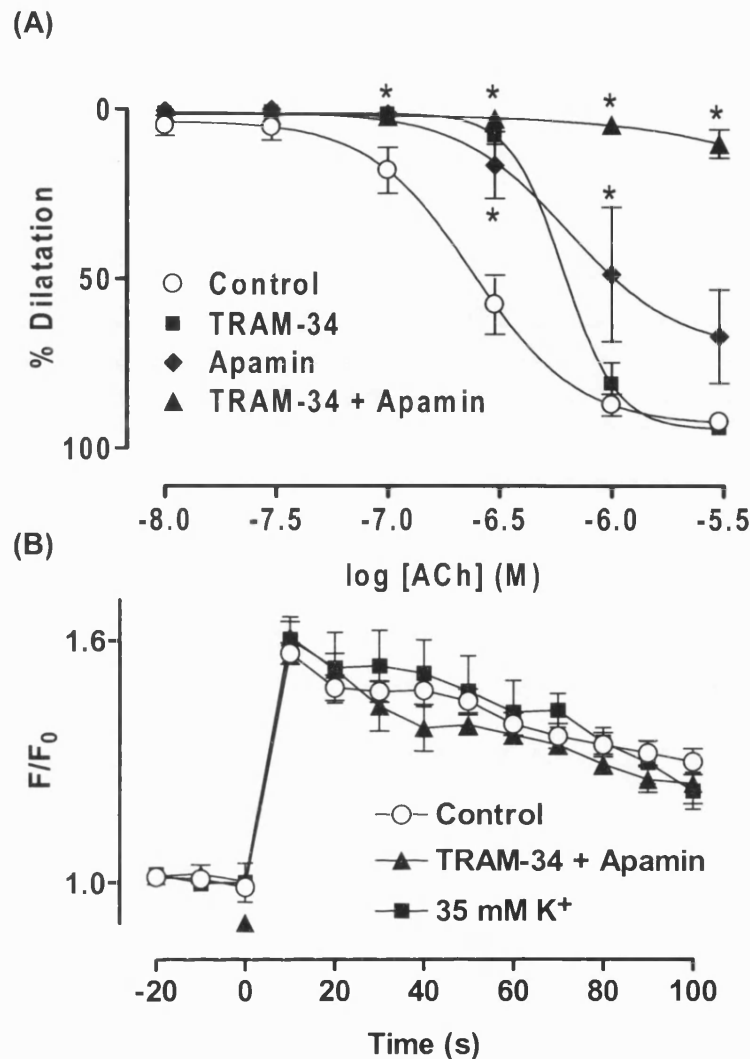 (A)
* * * *
0
* *
50
100
% Dilatation
Control
TRAM-34
Apamin
TRAM-34 + Apamin
-8.0 -7.5 -7.0 -6.5 -6.0 -5.5
log [ACh] (M)
(B)
1.6
1.0
F/F₀
Control
TRAM-34 + Apamin
35 mM K⁺
-20 0 20 40 60 80 100
Time (s)